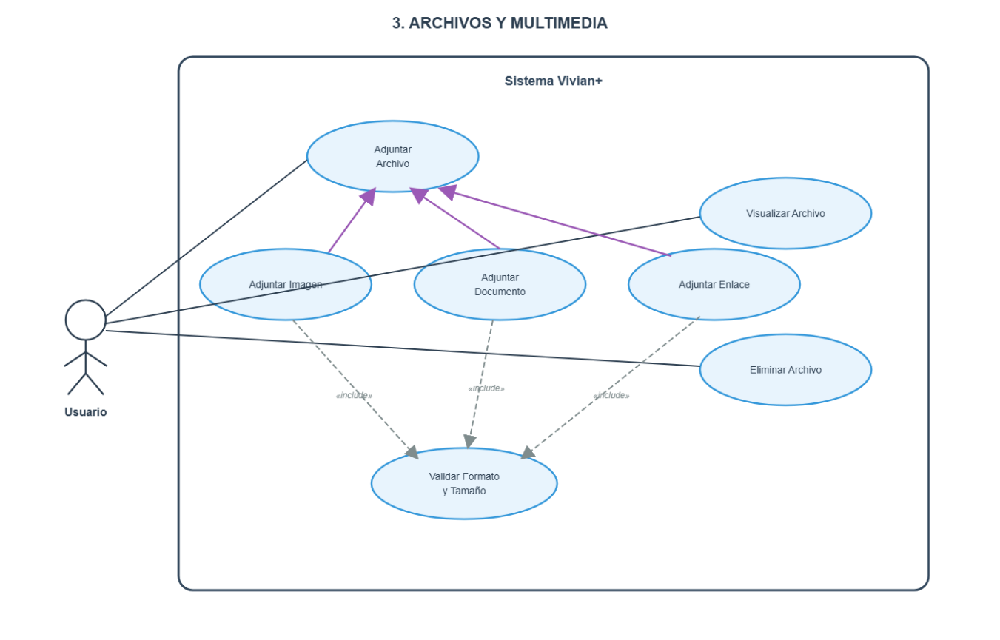 3. ARCHIVOS Y MULTIMEDIA
Sistema Vivian+
Adjuntar
Archivo
Visualizar Archivo
Adjuntar Imagen
Adjuntar
Documento
Adjuntar Enlace
Eliminar Archivo
«include»
«include»
«include»
Usuario
Validar Formato
y Tamaño